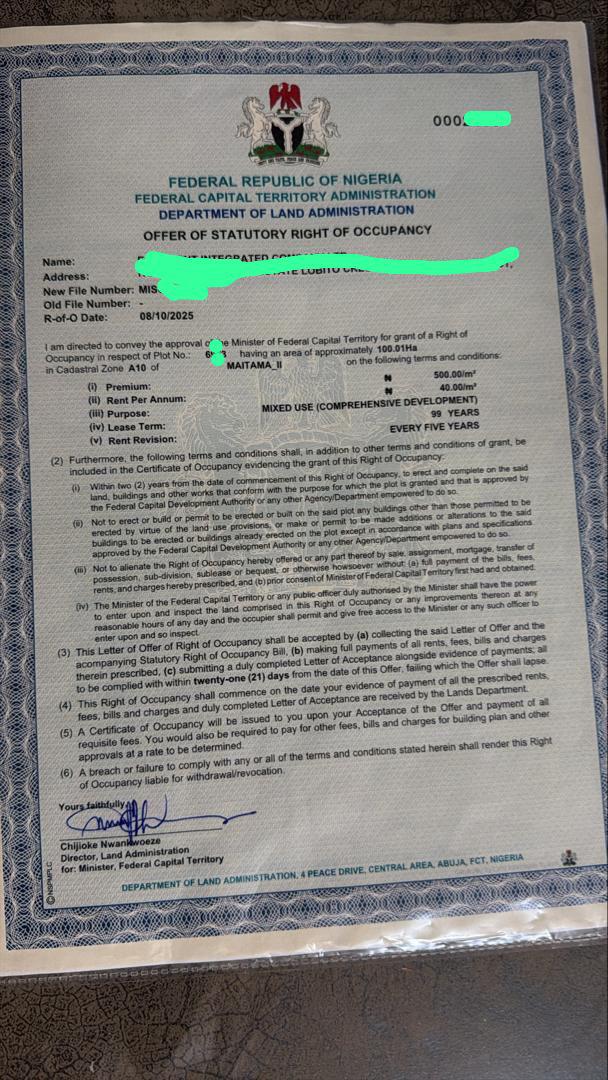 000
FEDERAL REPUBLIC OF NIGERIA
FEDERAL CAPITAL TERRITORY ADMINISTRATION
DEPARTMENT OF LAND ADMINISTRATION
OFFER OF STATUTORY RIGHT OF OCCUPANCY
Name: INTEGRATED
Address: LOBITO
New File Number: MIS
Old File Number: -
R-of-O Date: 08/10/2025
I am directed to convey the approval of the Minister of Federal Capital Territory for grant of a Right of
Occupancy in respect of Plot No.: having an area of approximately 100.01Ha
in Cadastral Zone A10 of MAITAMA_II on the following terms and conditions:
(i) Premium: ₦ 500.00/m²
(ii) Rent Per Annum: ₦ 40.00/m²
(iii) Purpose: MIXED USE (COMPREHENSIVE DEVELOPMENT)
(iv) Lease Term: 99 YEARS
(v) Rent Revision: EVERY FIVE YEARS
(2) Furthermore, the following terms and conditions shall, in addition to other terms and conditions of grant, be
included in the Certificate of Occupancy evidencing the grant of this Right of Occupancy:
(i) Within two (2) years from the date of commencement of this Right of Occupancy, to erect and complete on the said
land, buildings and other works that conform with the purpose for which the plot is granted and that is approved by
the Federal Capital Development Authority or any other Agency/Department empowered to do so.
(ii) Not to erect or build or permit to be erected or built on the said plot any buildings other than those permitted to be
erected by virtue of the land use provisions, or make or permit to be made additions or alterations to the said
buildings to be erected or buildings already erected on the plot except in accordance with plans and specifications
approved by the Federal Capital Development Authority or any other Agency/Department empowered to do so.
(iii) Not to alienate the Right of Occupancy hereby offered or any part thereof by sale, assignment, mortgage, transfer of
possession, sub-division, sublease or bequest, or otherwise howsoever without: (a) full payment of the bills, fees,
rents, and charges hereby prescribed, and (b) prior consent of Minister of Federal Capital Territory first had and obtained.
(iv) The Minister of the Federal Capital Territory or any public officer duly authorised by the Minister shall have the power
to enter upon and inspect the land comprised in this Right of Occupancy or any improvements thereon at any
reasonable hours of any day and the occupier shall permit and give free access to the Minister or any such officer to
enter upon and so inspect.
(3) This Letter of Offer of Right of Occupancy shall be accepted by (a) collecting the said Letter of Offer and the
acompanying Statutory Right of Occupancy Bill, (b) making full payments of all rents, fees, bills and charges
therein prescribed, (c) submitting a duly completed Letter of Acceptance alongside evidence of payments; all
to be complied with within twenty-one (21) days from the date of this Offer, failing which the Offer shall lapse.
(4) This Right of Occupancy shall commence on the date your evidence of payment of all the prescribed rents,
fees, bills and charges and duly completed Letter of Acceptance are received by the Lands Department.
(5) A Certificate of Occupancy will be issued to you upon your Acceptance of the Offer and payment of all
requisite fees. You would also be required to pay for other fees, bills and charges for building plan and other
approvals at a rate to be determined.
(6) A breach or failure to comply with any or all of the terms and conditions stated herein shall render this Right
of Occupancy liable for withdrawal/revocation.
Yours faithfully,
Chijioke Nwankwoeze
Director, Land Administration
for: Minister, Federal Capital Territory
DEPARTMENT OF LAND ADMINISTRATION, 4 PEACE DRIVE, CENTRAL AREA, ABUJA, FCT, NIGERIA
©NSPMPLC